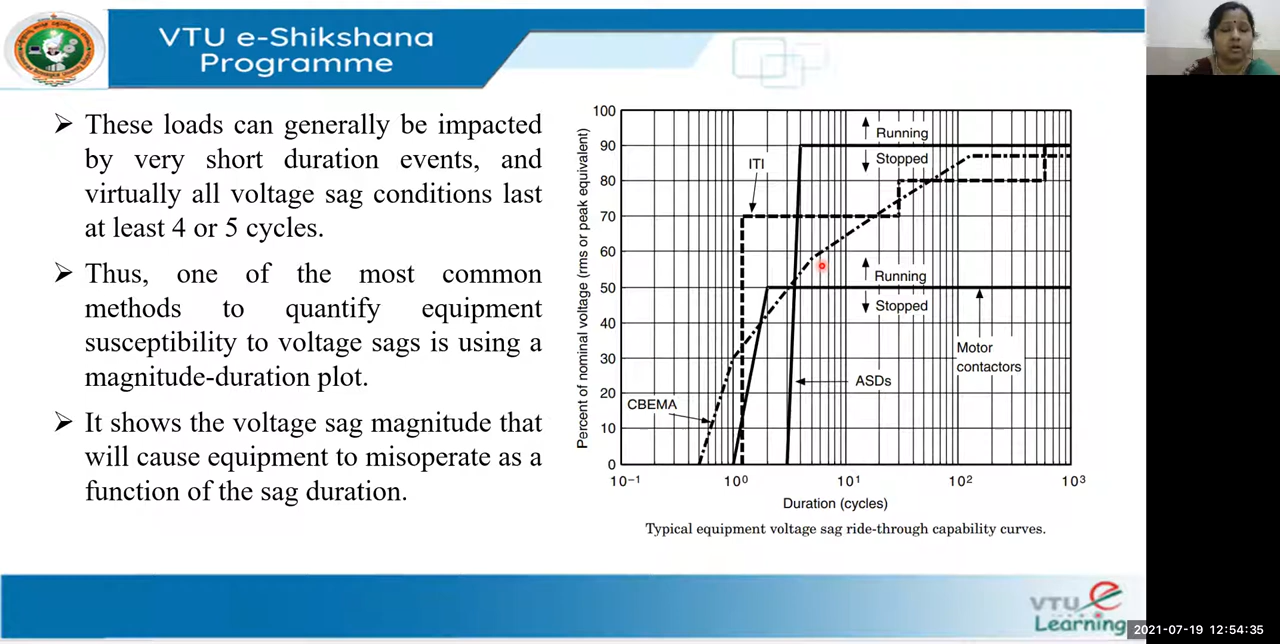 VTU e-Shikshana
Programme
➢ These loads can generally be impacted
by very short duration events, and
virtually all voltage sag conditions last
at least 4 or 5 cycles.
➢ Thus, one of the most common
methods to quantify equipment
susceptibility to voltage sags is using a
magnitude-duration plot.
➢ It shows the voltage sag magnitude that
will cause equipment to misoperate as a
function of the sag duration.
Percent of nominal voltage (rms or peak equivalent)
100
90
80
70
60
50
40
30
20
10
0
Running
Stopped
ITI
Running
Stopped
Motor
contactors
ASDs
CBEMA
10⁻¹ 10⁰ 10¹ 10² 10³
Duration (cycles)
Typical equipment voltage sag ride-through capability curves.
VTU e
Learning
2021-07-19 12:54:35